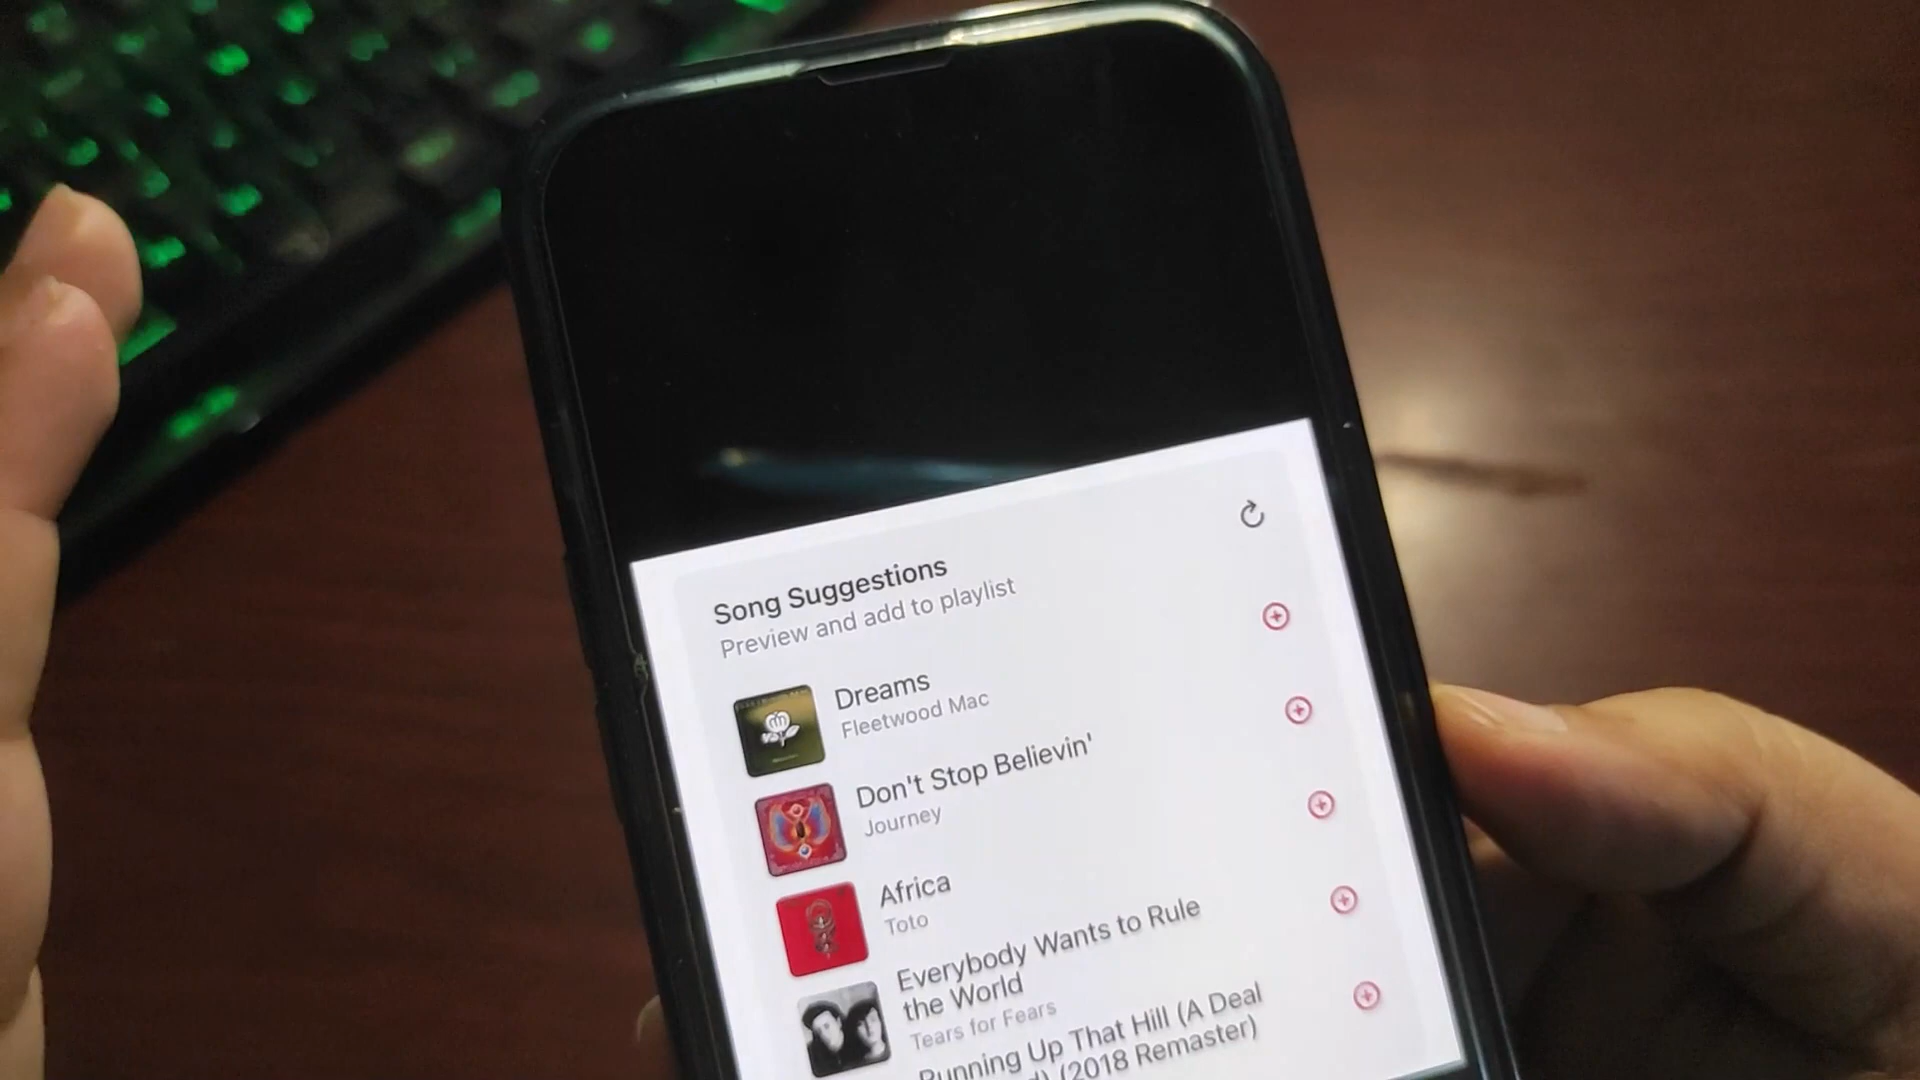 Song Suggestions
Preview and add to playlist
Dreams
Fleetwood Mac
Don't Stop Believin'
Journey
Africa
Toto
Everybody Wants to Rule
the World
Tears for Fears
Running Up That Hill (A Deal
(2018 Remaster)